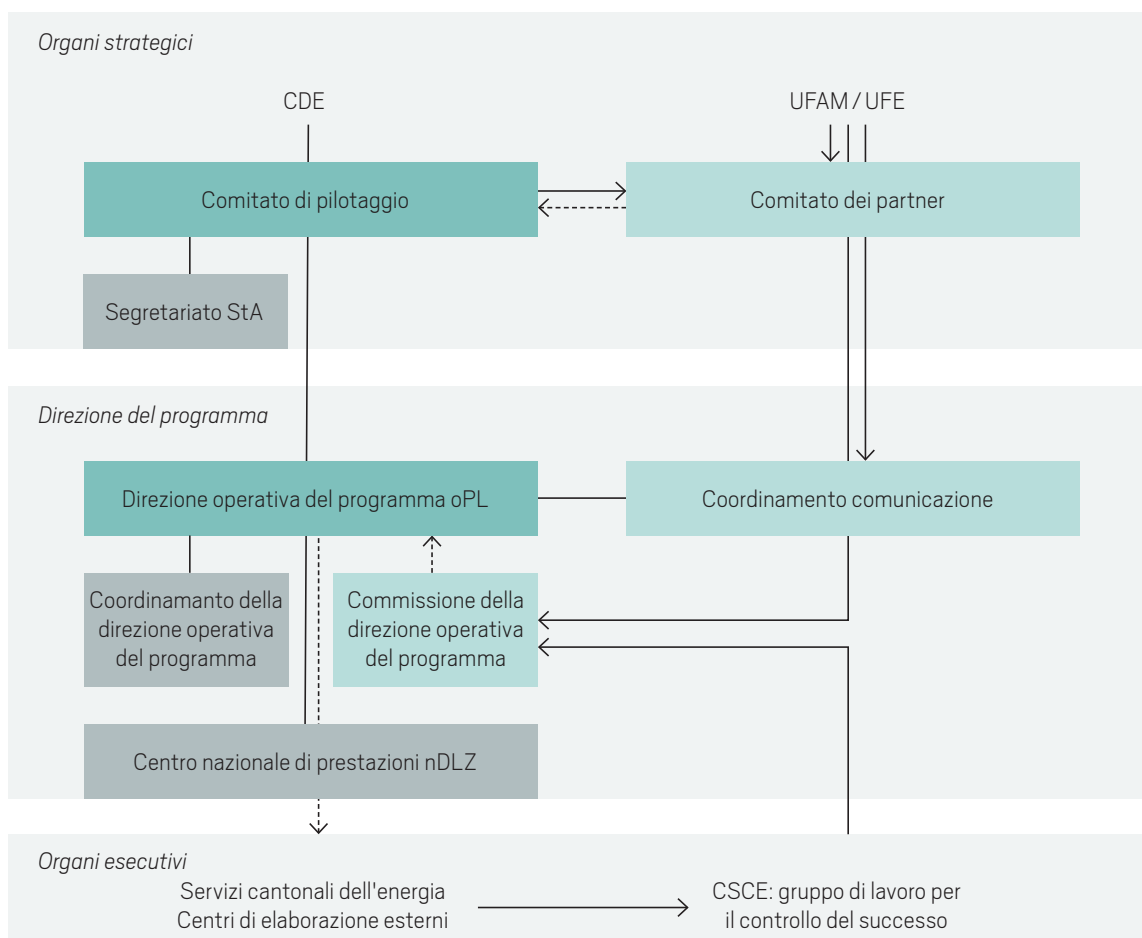 Organi strategici
CDE
UFAM / UFE
Comitato di pilotaggio
Comitato dei partner
Segretariato StA
Direzione del programma
Direzione operativa del programma oPL
Coordinamento comunicazione
Coordinamanto della
direzione operativa
del programma
Commissione della
direzione operativa
del programma
Centro nazionale di prestazioni nDLZ
Organi esecutivi
Servizi cantonali dell'energia
Centri di elaborazione esterni
CSCE: gruppo di lavoro per
il controllo del successo